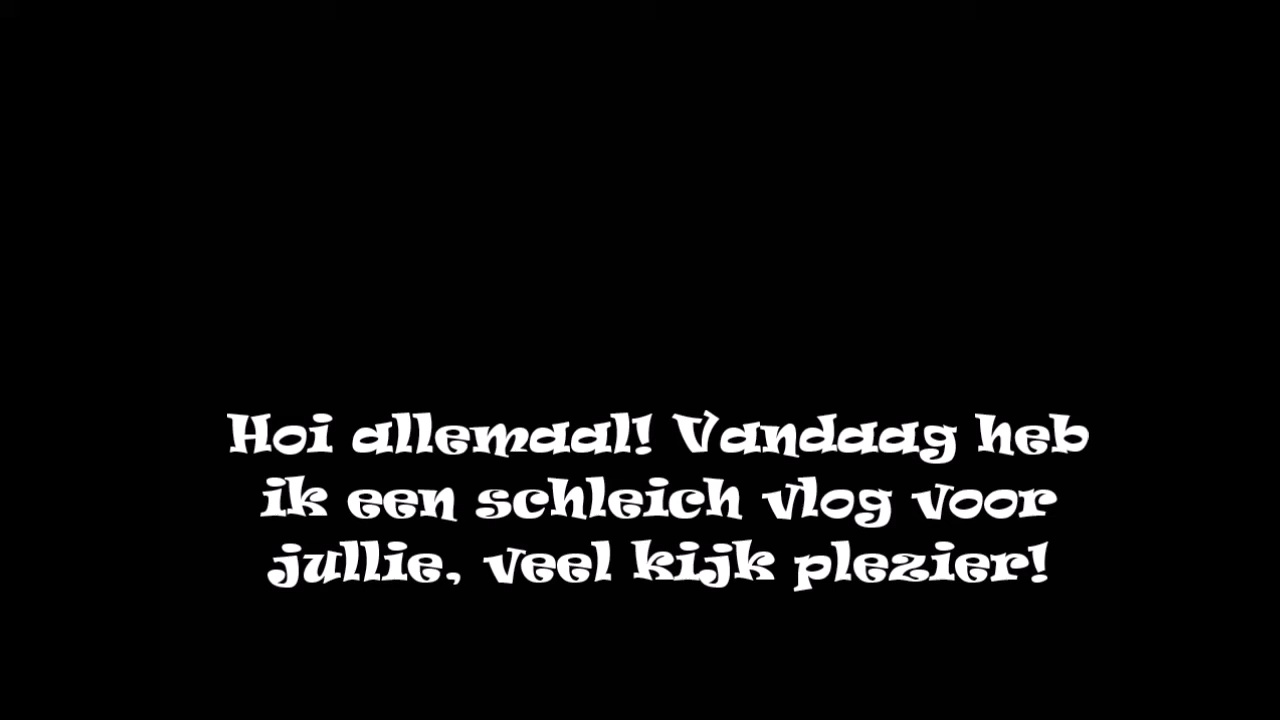 Hoi allemaal! Vandaag heb
ik een schleich vlog voor
jullie, veel kijk plezier!